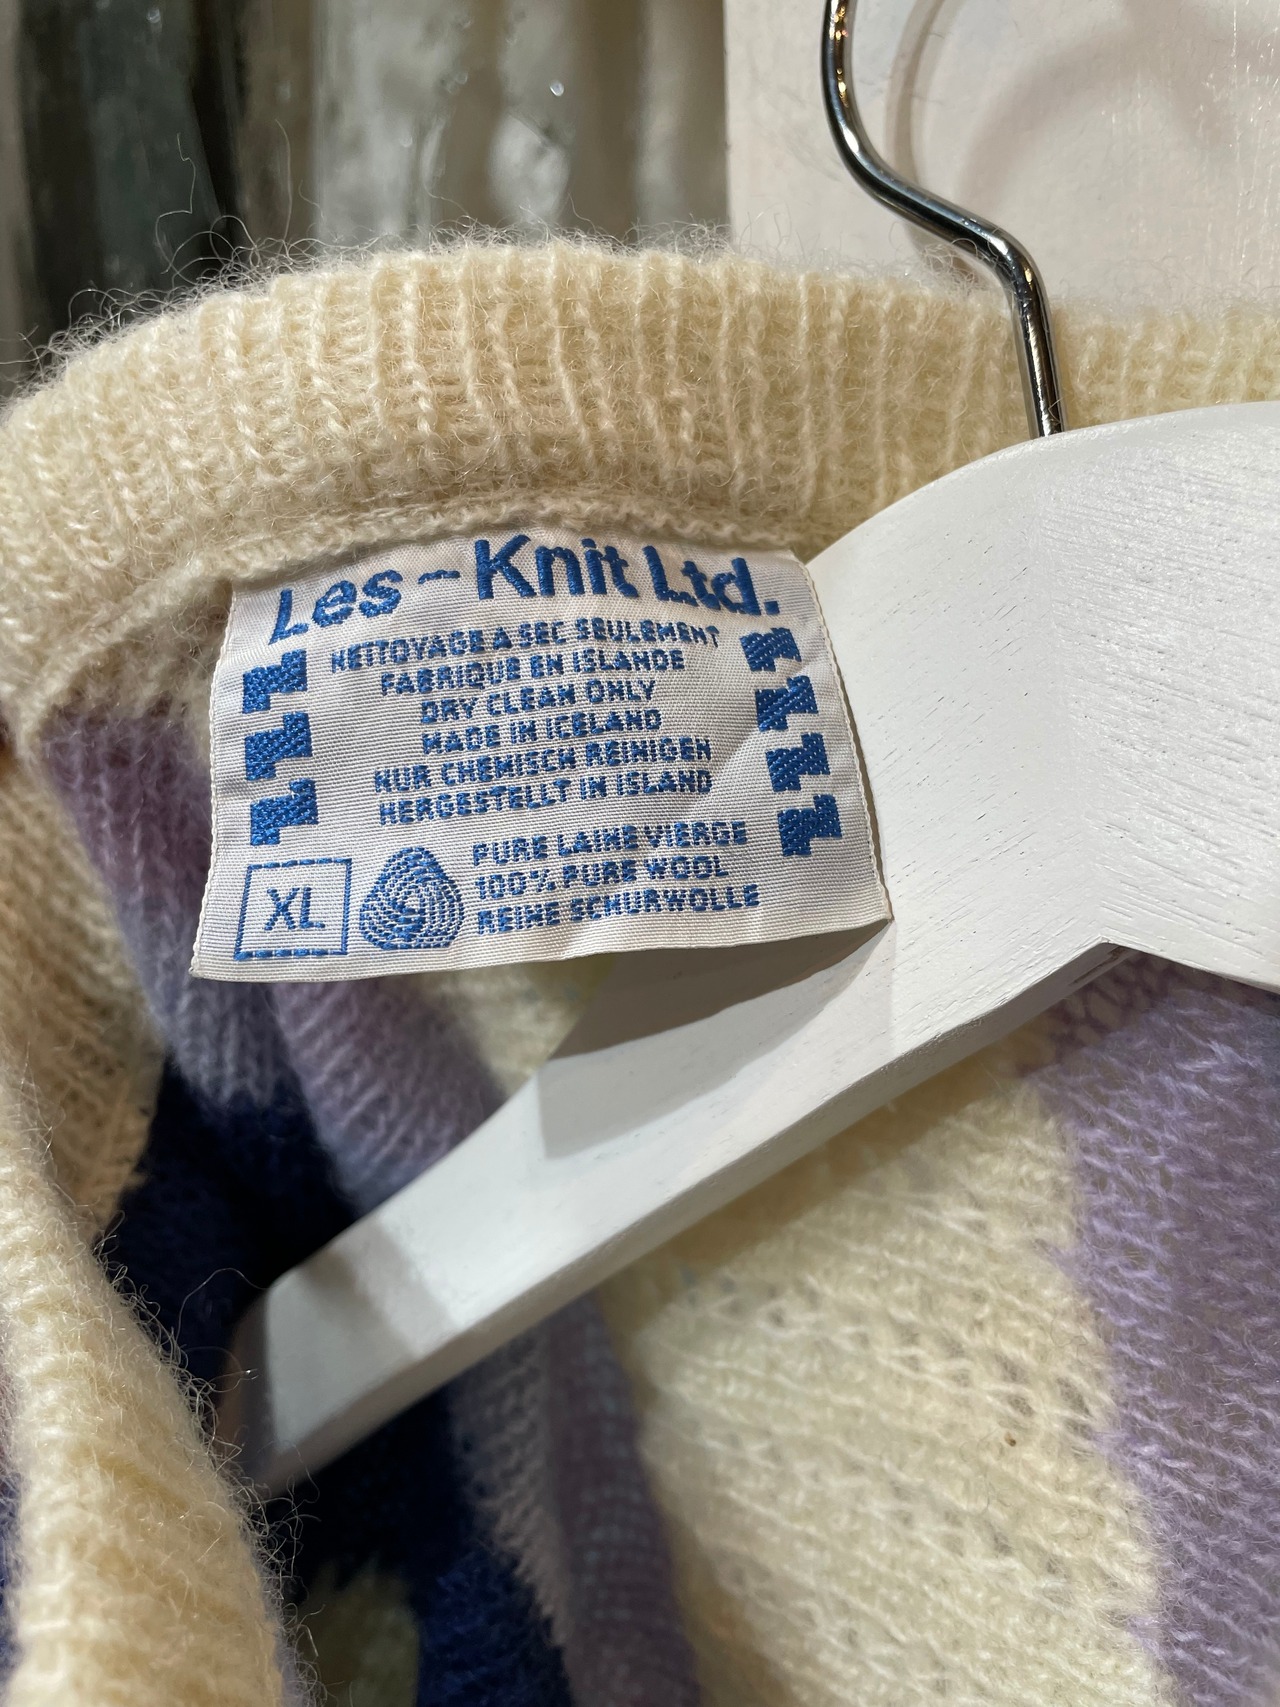 Les-Knit Ltd.
NETTOYAGE A SEC SEULEMENT
FABRIQUE EN ISLANDE
DRY CLEAN ONLY
MADE IN ICELAND
NUR CHEMISCH REINIGEN
HERGESTELLT IN ISLAND
PURE LAINE VIERGE
100% PURE WOOL
REINE SCHURWOLLE
XL